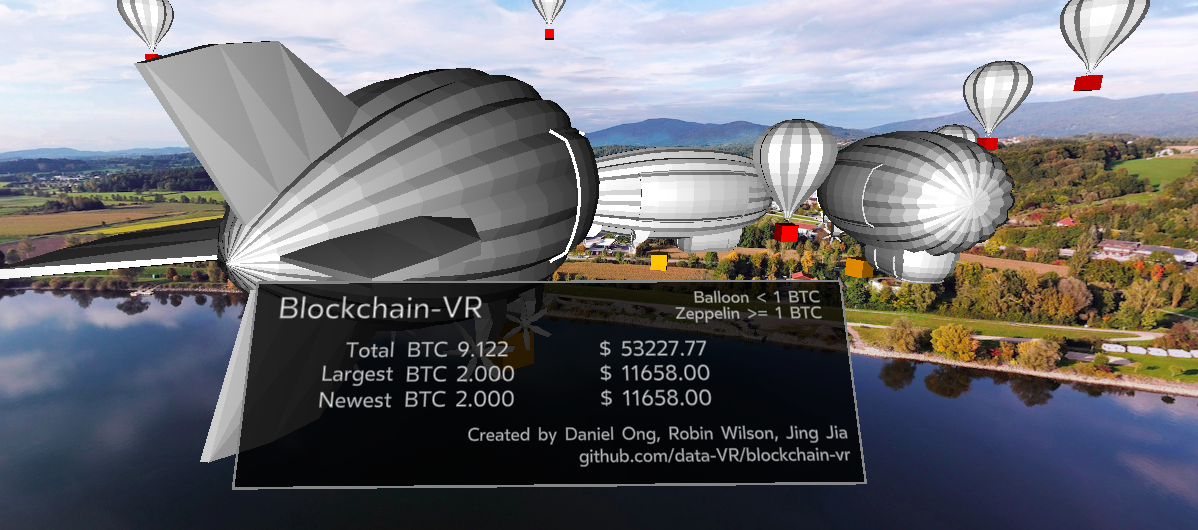 Blockchain-VR
Balloon < 1 BTC
Zeppelin >= 1 BTC
Total BTC 9.122 $ 53227.77
Largest BTC 2.000 $ 11658.00
Newest BTC 2.000 $ 11658.00
Created by Daniel Ong, Robin Wilson, Jing Jia
github.com/data-VR/blockchain-vr